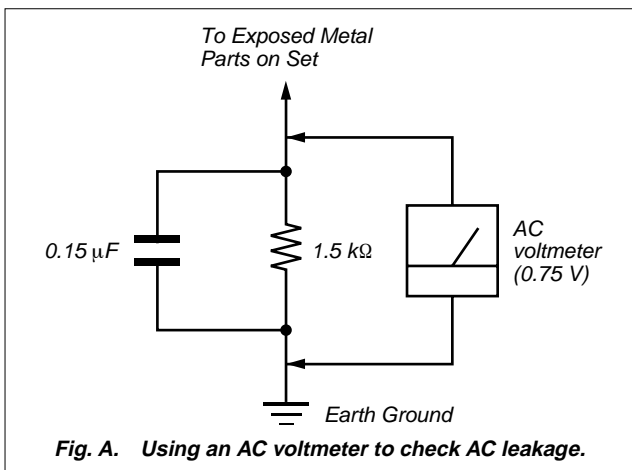 To Exposed Metal
Parts on Set
0.15 μF
1.5 kΩ
AC
voltmeter
(0.75 V)
Earth Ground
Fig. A. Using an AC voltmeter to check AC leakage.